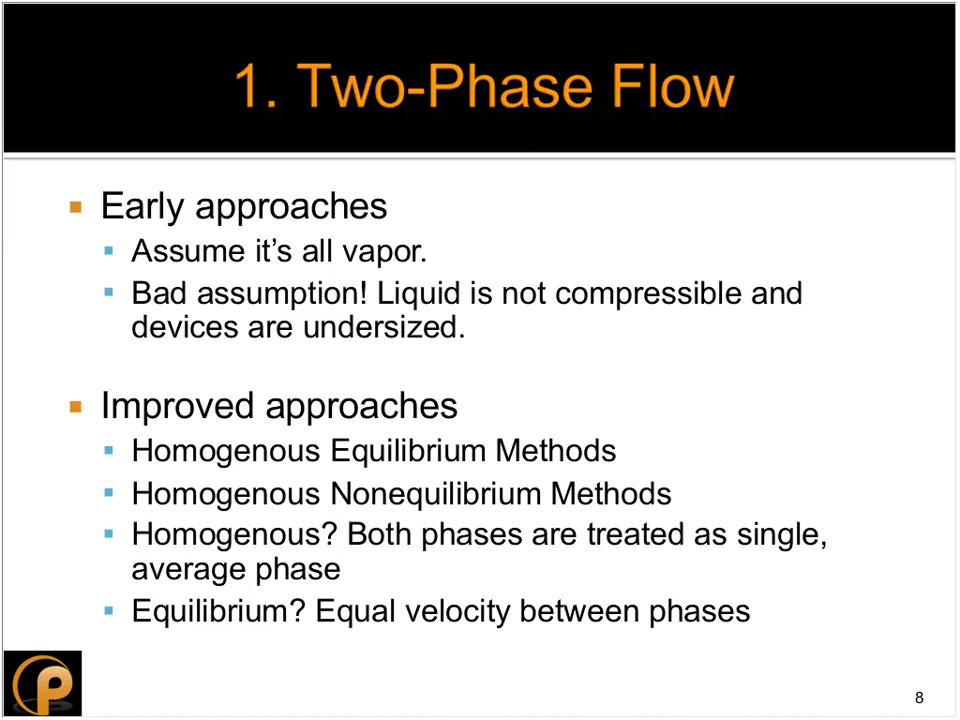 1. Two-Phase Flow
Early approaches
Assume it’s all vapor.
Bad assumption! Liquid is not compressible and
devices are undersized.
Improved approaches
Homogenous Equilibrium Methods
Homogenous Nonequilibrium Methods
Homogenous? Both phases are treated as single,
average phase
Equilibrium? Equal velocity between phases
P
8